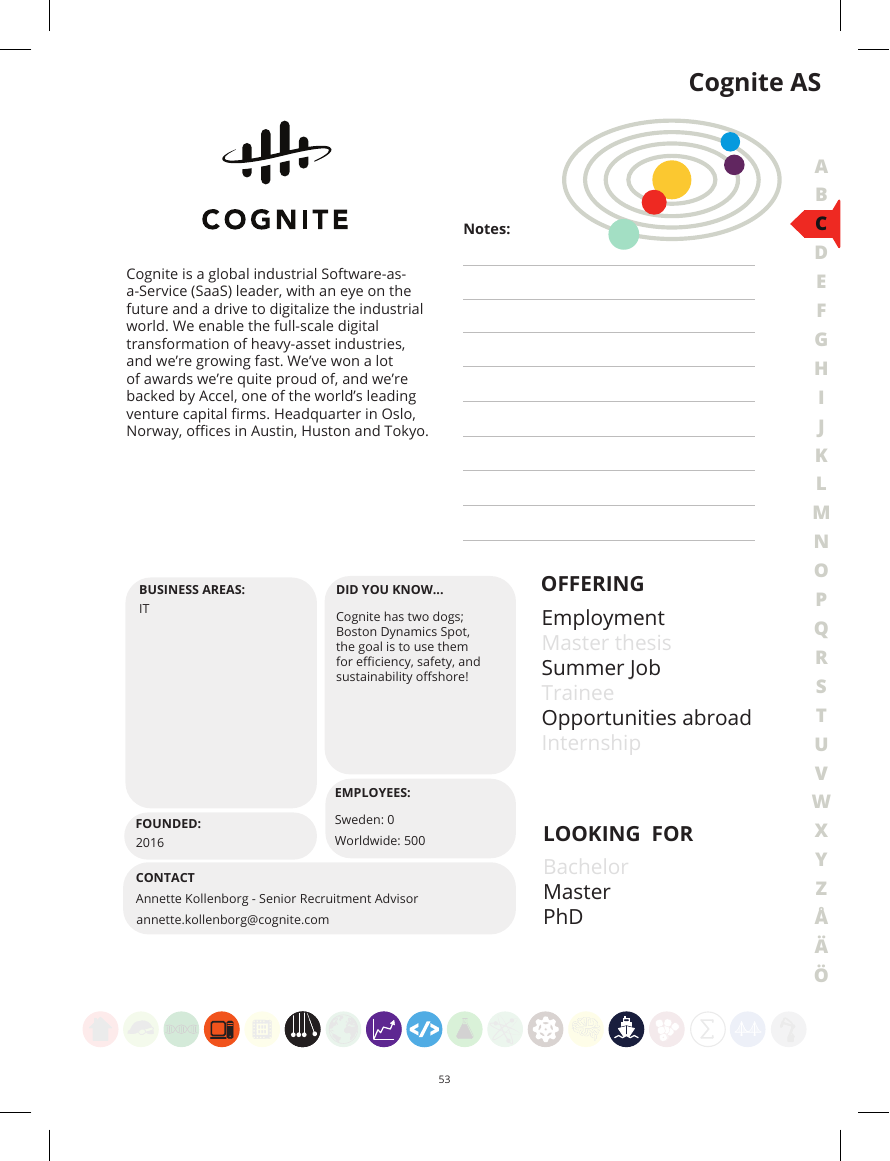 Cognite AS
COGNITE
Notes:
Cognite is a global industrial Software-as-
a-Service (SaaS) leader, with an eye on the
future and a drive to digitalize the industrial
world. We enable the full-scale digital
transformation of heavy-asset industries,
and we're growing fast. We've won a lot
of awards we're quite proud of, and we're
backed by Accel, one of the world's leading
venture capital firms. Headquarter in Oslo,
Norway, offices in Austin, Huston and Tokyo.
BUSINESS AREAS:
IT
DID YOU KNOW...
Cognite has two dogs;
Boston Dynamics Spot,
the goal is to use them
for efficiency, safety, and
sustainability offshore!
FOUNDED:
2016
EMPLOYEES:
Sweden: 0
Worldwide: 500
CONTACT
Annette Kollenborg - Senior Recruitment Advisor
annette.kollenborg@cognite.com
OFFERING
Employment
Master thesis
Summer Job
Trainee
Opportunities abroad
Internship
LOOKING FOR
Bachelor
Master
PhD
A
B
C
D
E
F
G
H
I
J
K
L
M
N
O
P
Q
R
S
T
U
V
W
X
Y
Z
Å
Ä
Ö
</>
Σ
53